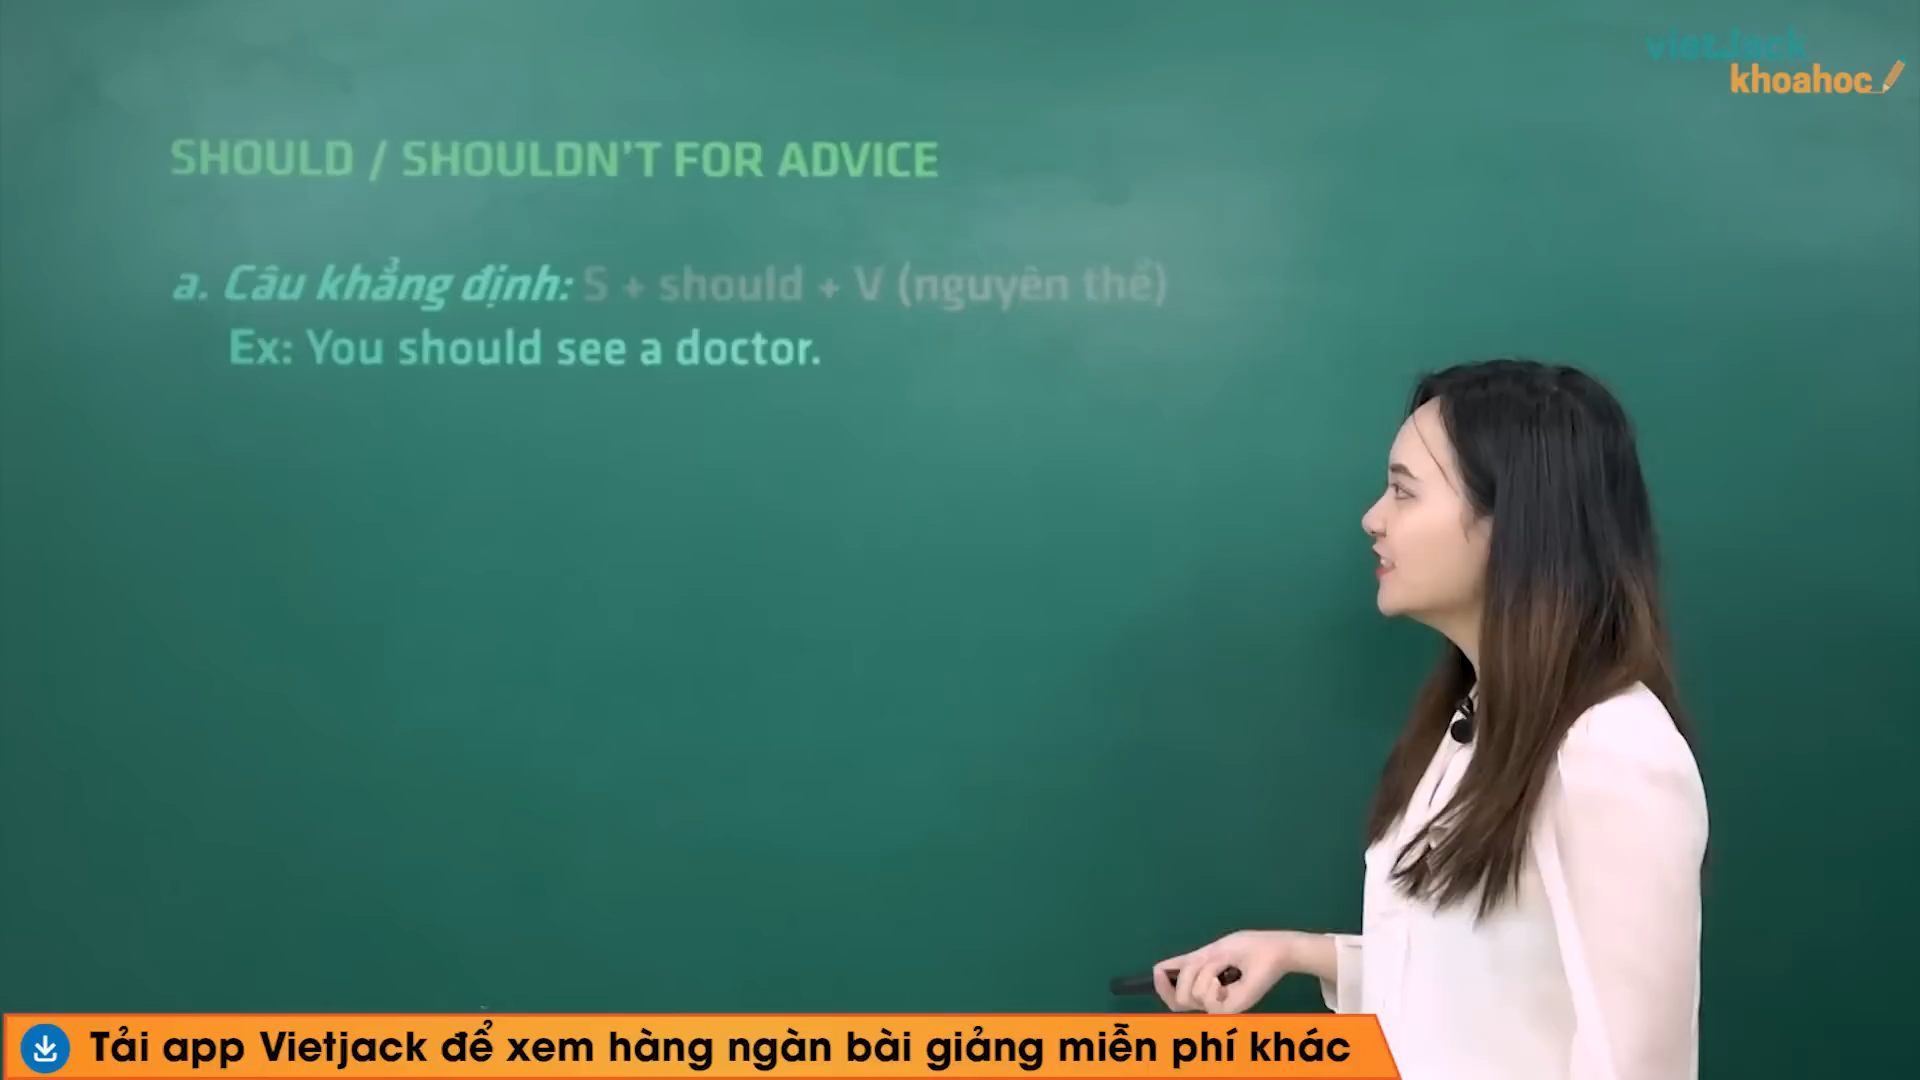 vietJack
khoahoc
SHOULD / SHOULDN'T FOR ADVICE
a. Câu khẳng định: S + should + V (nguyên thể)
Ex: You should see a doctor.
Tải app Vietjack để xem hàng ngàn bài giảng miễn phí khác